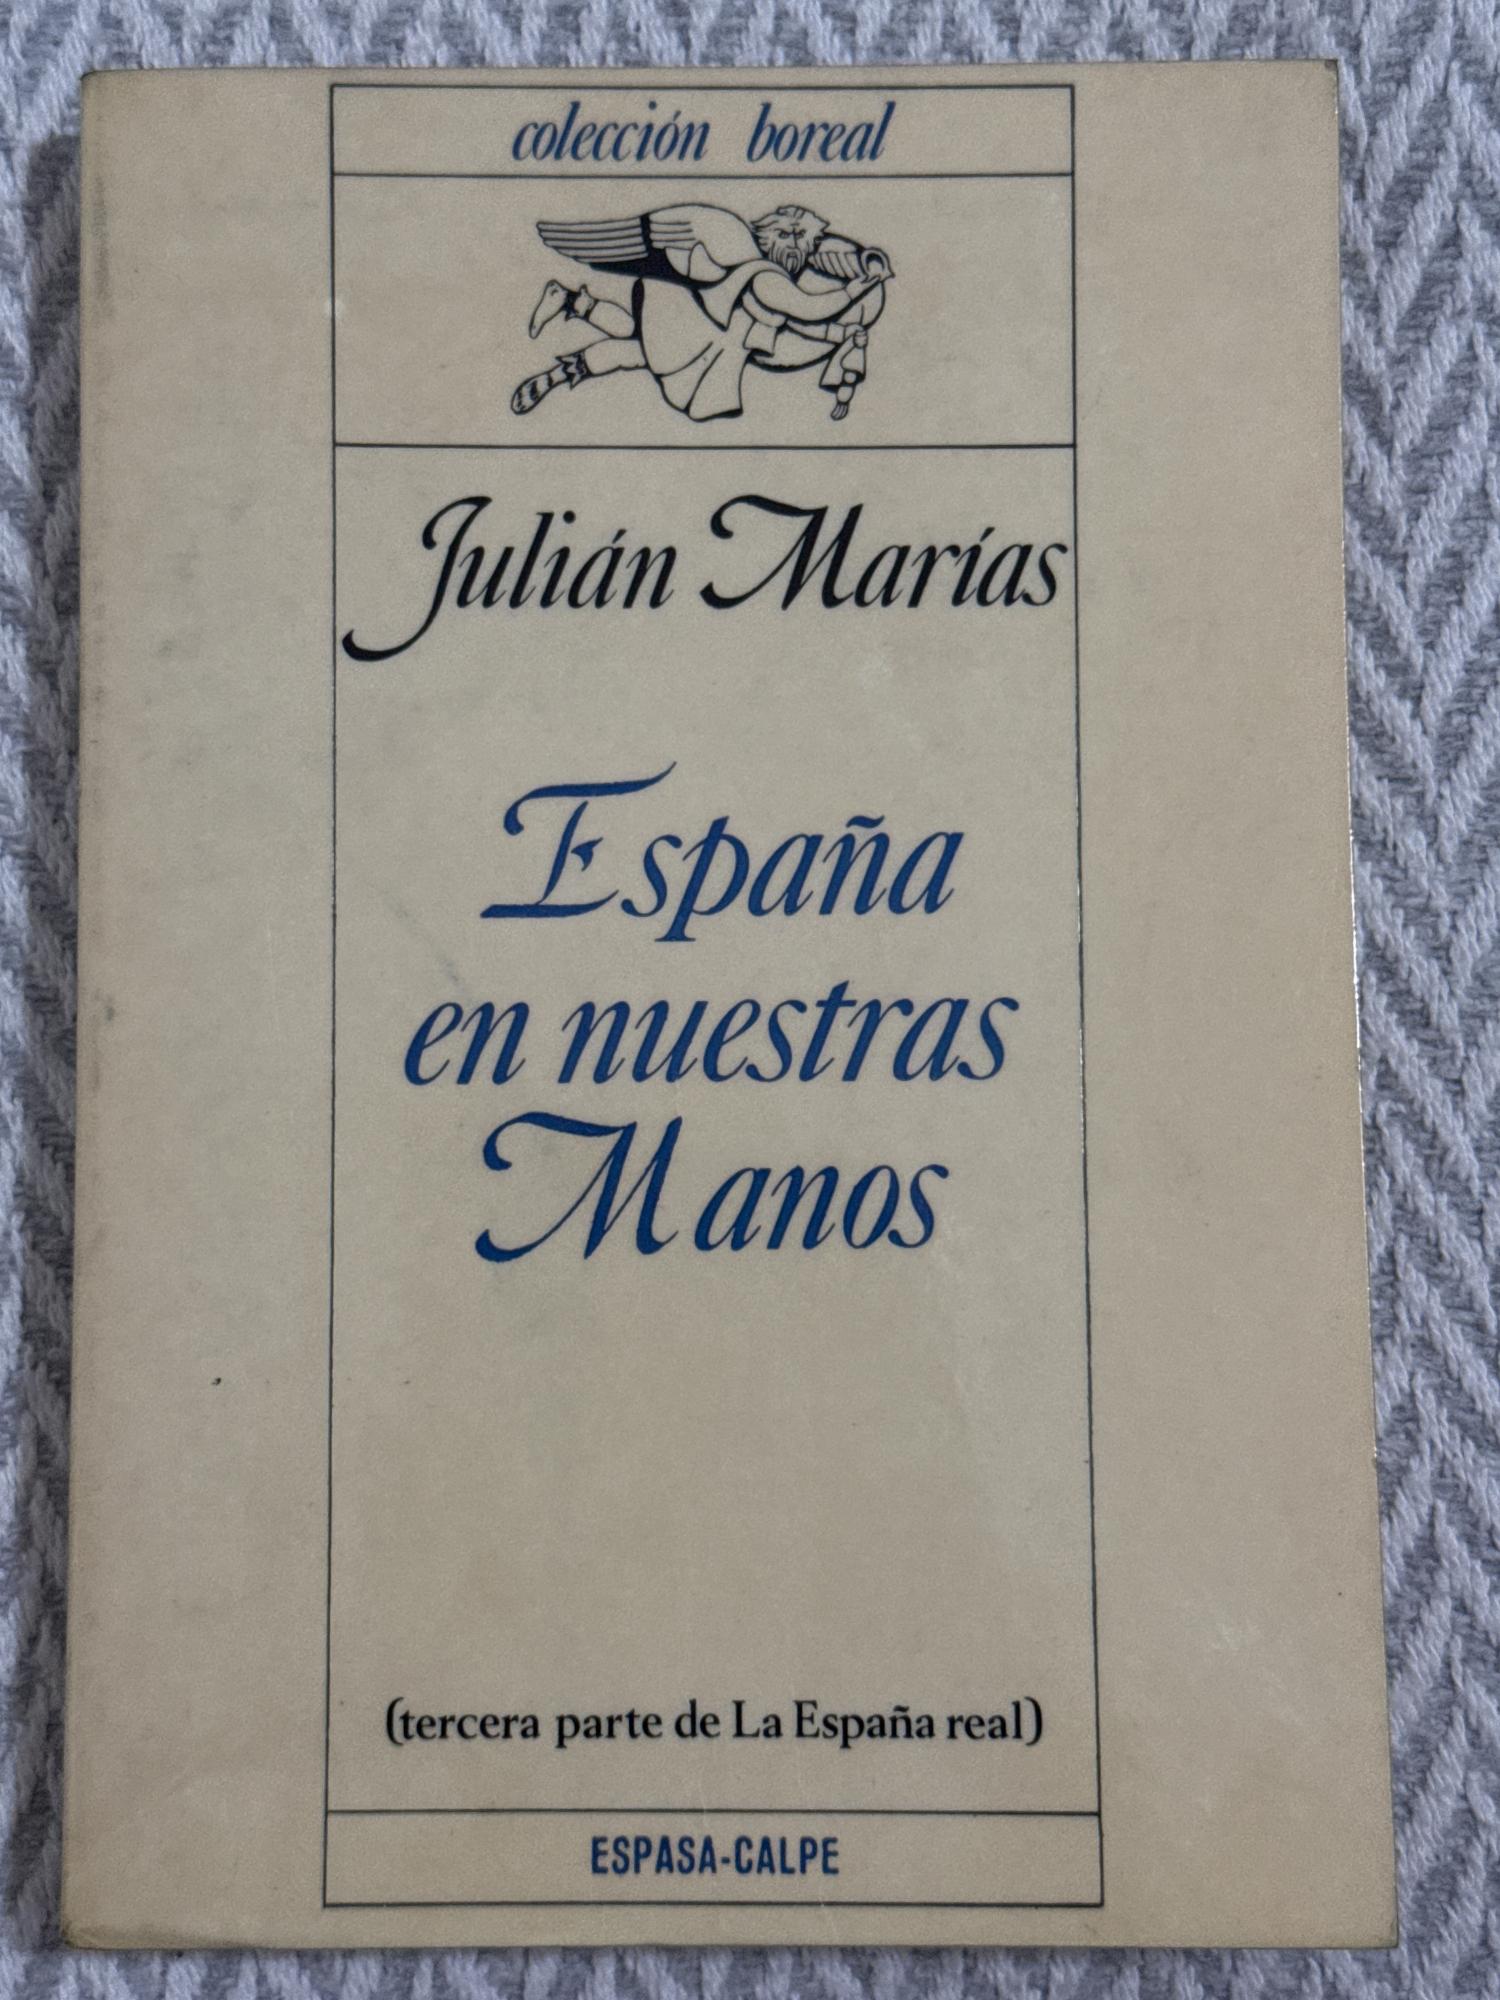 colección boreal
Julián Marías
España
en nuestras
Manos
(tercera parte de La España real)
ESPASA-CALPE